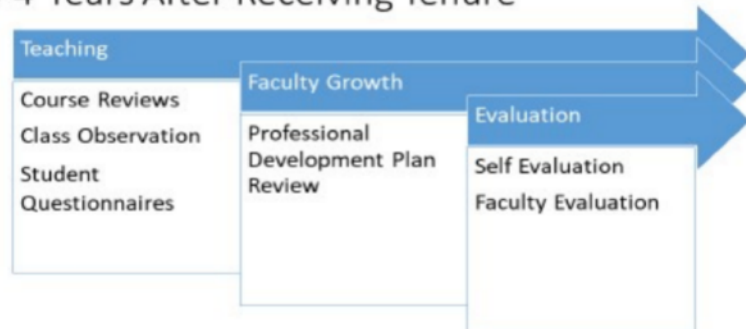 4 Years After Receiving Tenure
Teaching
Course Reviews
Class Observation
Student
Questionnaires
Faculty Growth
Professional
Development Plan
Review
Evaluation
Self Evaluation
Faculty Evaluation